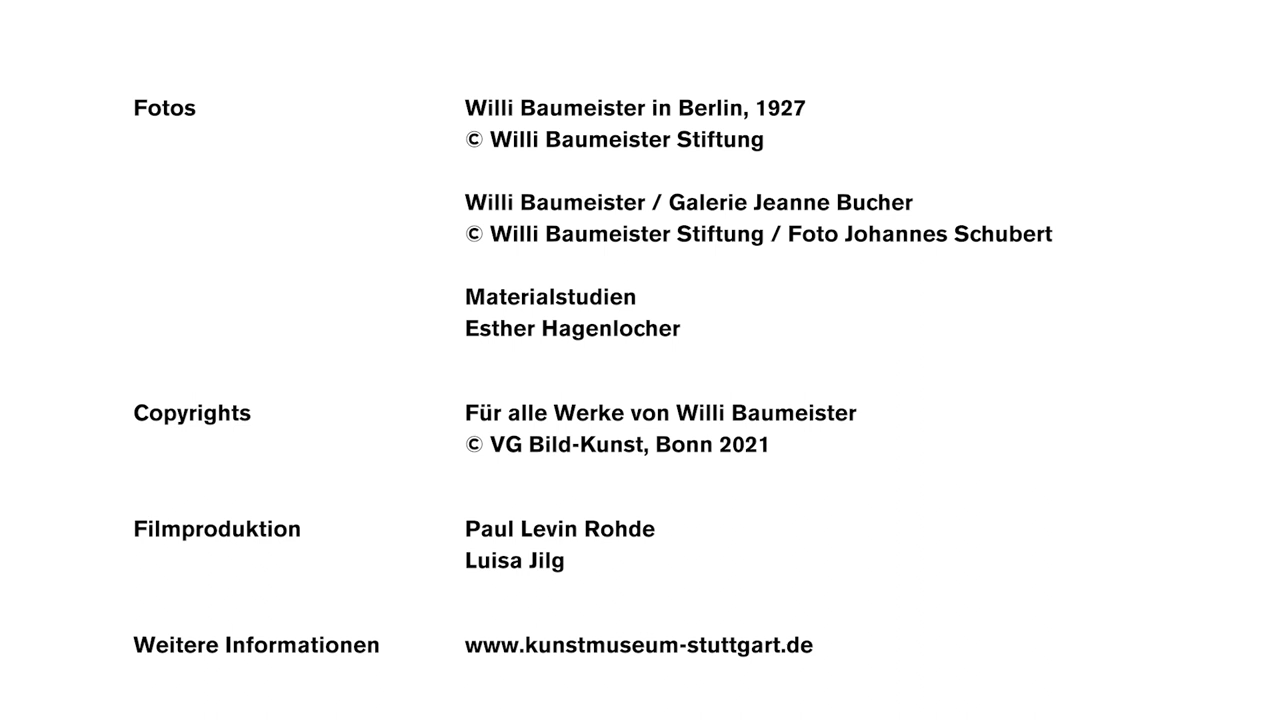 Fotos
Willi Baumeister in Berlin, 1927
© Willi Baumeister Stiftung
Willi Baumeister / Galerie Jeanne Bucher
© Willi Baumeister Stiftung / Foto Johannes Schubert
Materialstudien
Esther Hagenlocher
Copyrights
Für alle Werke von Willi Baumeister
© VG Bild-Kunst, Bonn 2021
Filmproduktion
Paul Levin Rohde
Luisa Jilg
Weitere Informationen
www.kunstmuseum-stuttgart.de